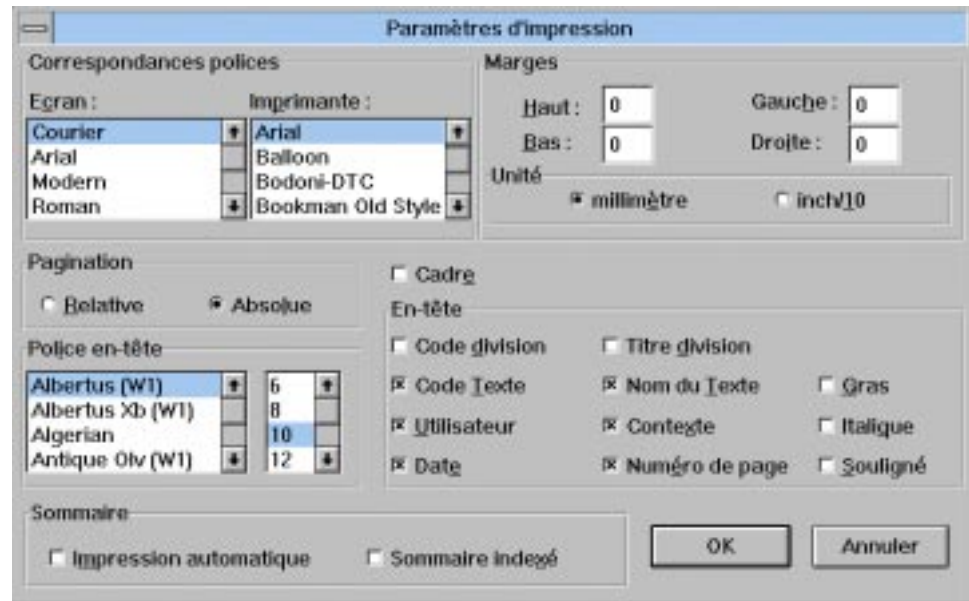 Paramètres d'impression
Correspondances polices
Ecran :
Imprimante :
Courier
Arial
Modern
Roman
Arial
Balloon
Bodoni-DTC
Bookman Old Style
Marges
Haut : 0
Gauche : 0
Bas : 0
Droite : 0
Unité
millimètre
inch/10
Pagination
Relative
Absolue
Cadre
Police en-tête
Albertus (W1)
Albertus Xb (W1)
Algerian
Antique Olv (W1)
6
8
10
12
En-tête
Code division
Titre division
Code Texte
Nom du Texte
Gras
Utilisateur
Contexte
Italique
Date
Numéro de page
Souligné
Sommaire
Impression automatique
Sommaire indexé
OK
Annuler